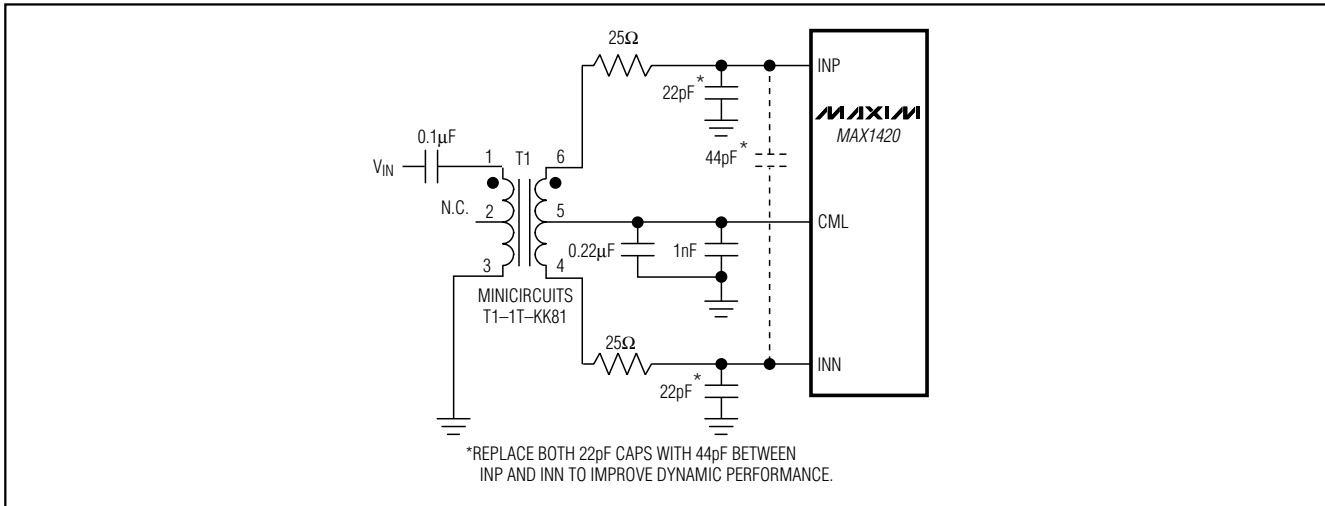 25Ω
INP
22pF*
MAXIM
MAX1420
0.1µF
44pF*
1
T1
6
VIN
N.C.
2
5
CML
0.22µF
1nF
3
4
MINICIRCUITS
T1–1T–KK81
25Ω
INN
22pF*
*REPLACE BOTH 22pF CAPS WITH 44pF BETWEEN
INP AND INN TO IMPROVE DYNAMIC PERFORMANCE.